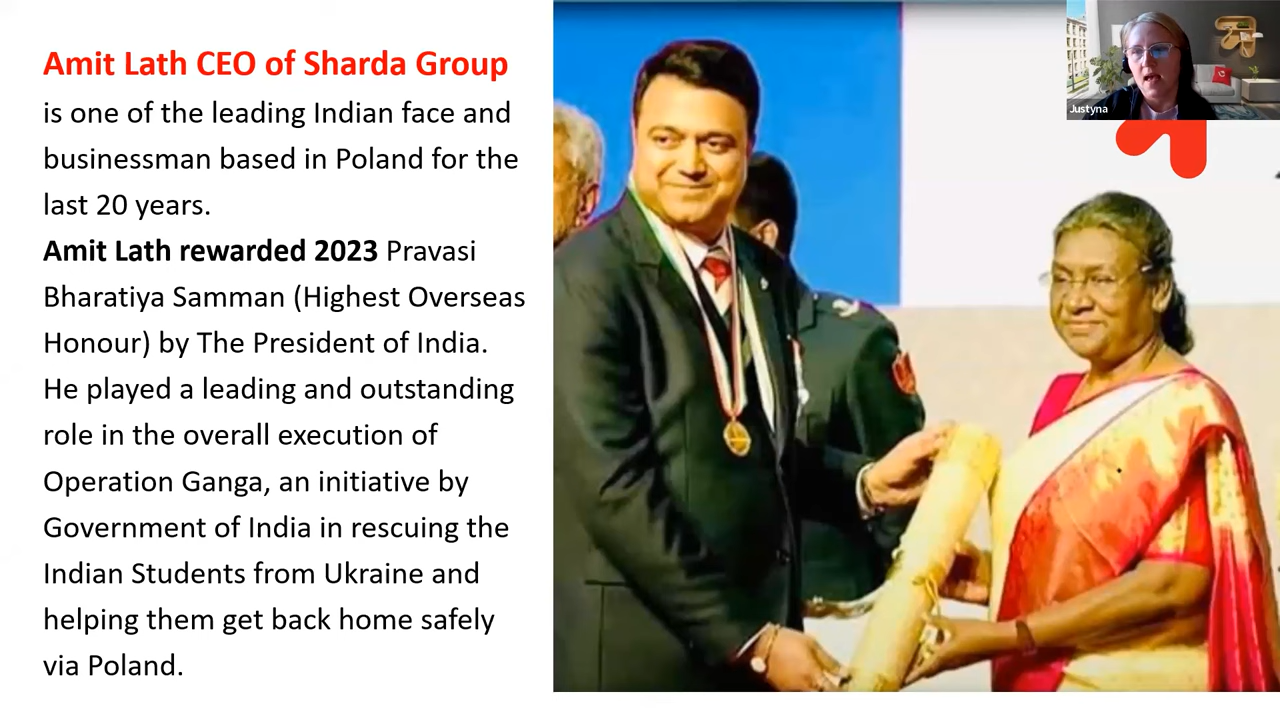 Amit Lath CEO of Sharda Group
is one of the leading Indian face and
businessman based in Poland for the
last 20 years.
Amit Lath rewarded 2023 Pravasi
Bharatiya Samman (Highest Overseas
Honour) by The President of India.
He played a leading and outstanding
role in the overall execution of
Operation Ganga, an initiative by
Government of India in rescuing the
Indian Students from Ukraine and
helping them get back home safely
via Poland.
Justyna